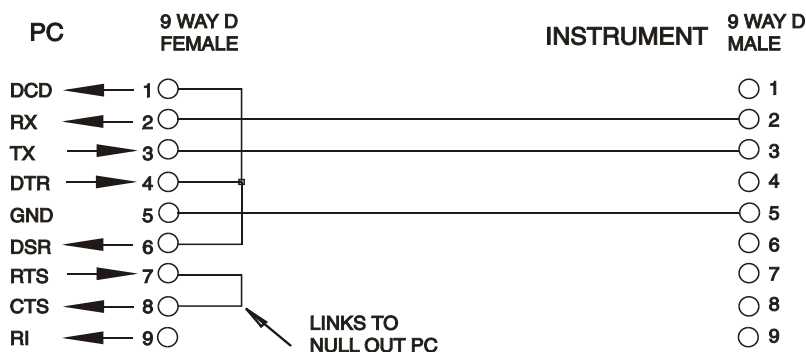 PC
9 WAY D
FEMALE
INSTRUMENT
9 WAY D
MALE
DCD 1 1
RX 2 2
TX 3 3
DTR 4 4
GND 5 5
DSR 6 6
RTS 7 7
CTS 8 8
RI 9 9
LINKS TO
NULL OUT PC